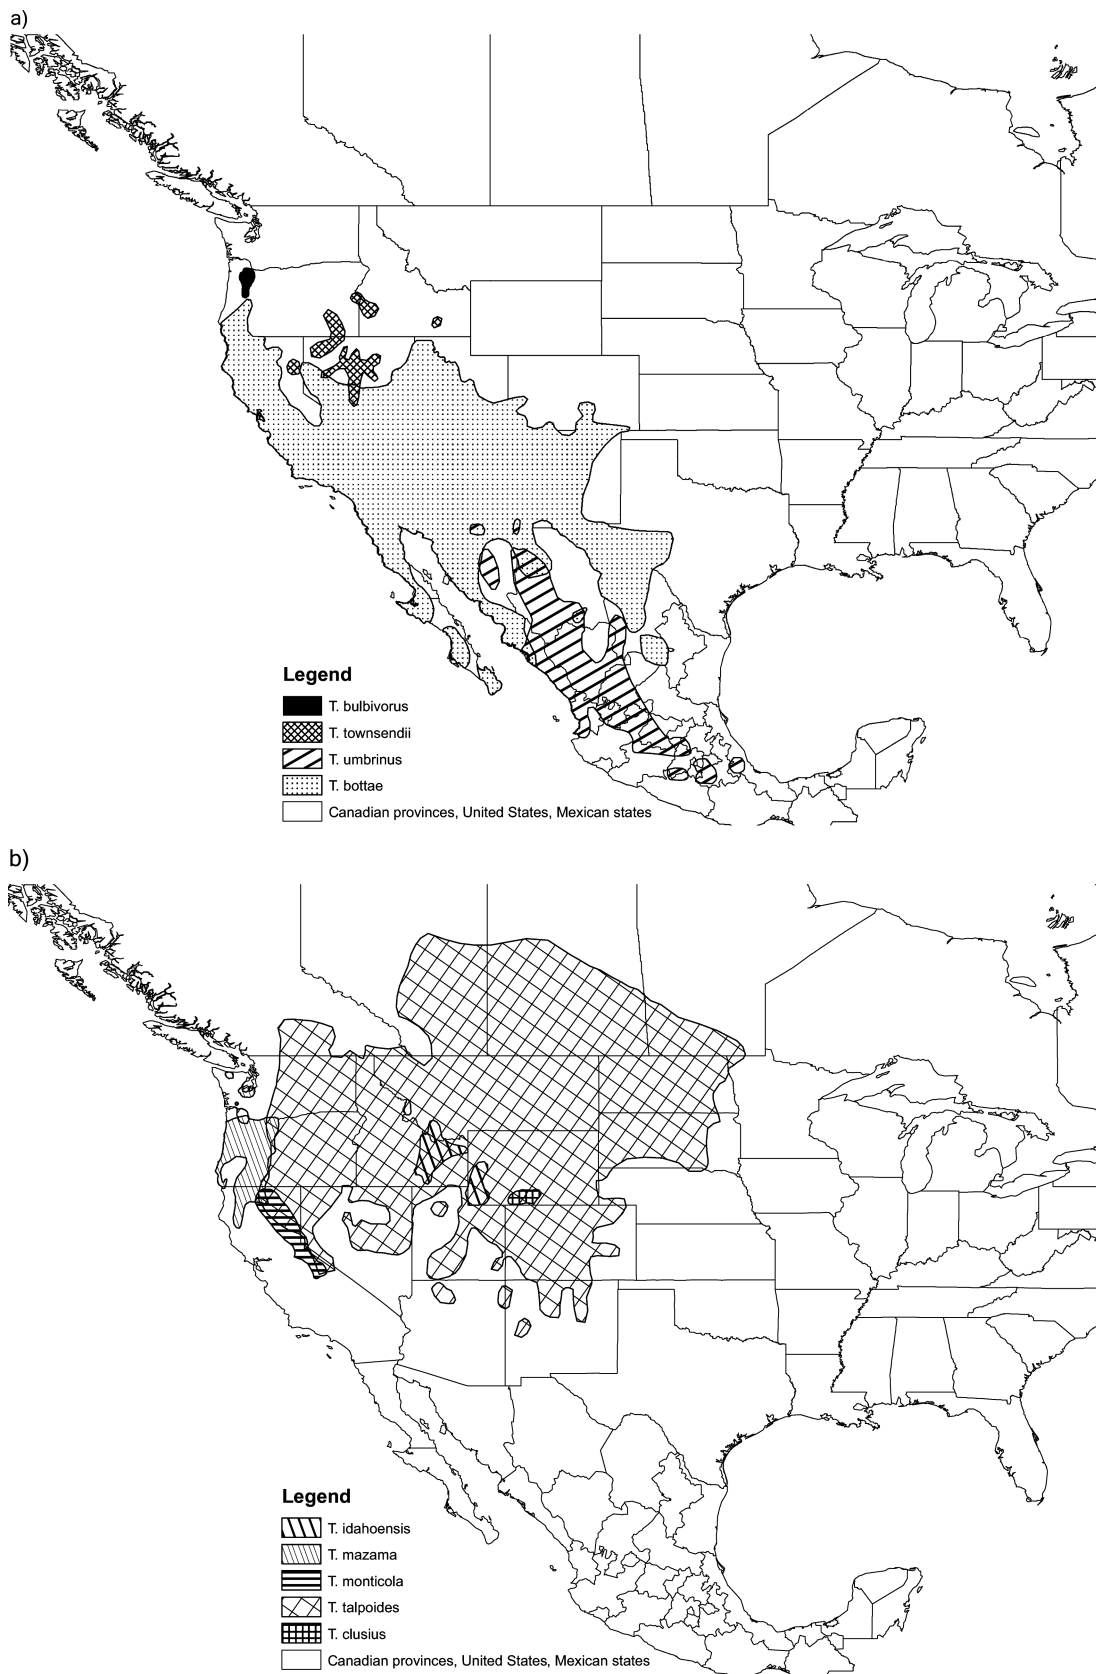 a)
Legend
T. bulbivorus
T. townsendii
T. umbrinus
T. bottae
Canadian provinces, United States, Mexican states
b)
Legend
T. idahoensis
T. mazama
T. monticola
T. talpoides
T. clusius
Canadian provinces, United States, Mexican states